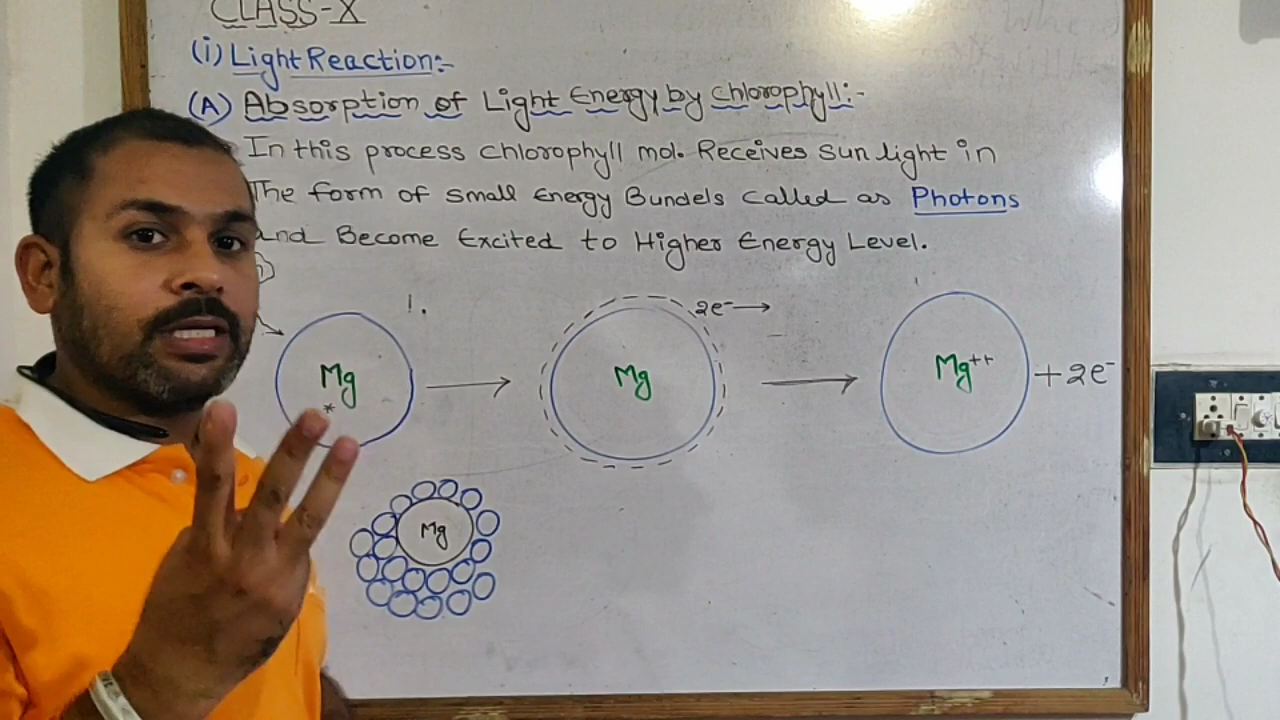 CLASS-X
(i) Light Reaction:-
(A) Absorption of Light Energy by Chlorophyll:-
In this process chlorophyll mol. Receives sun light in
The form of small Energy Bundels called as Photons
and Become Excited to Higher Energy Level.
Mg
*
2e⁻
Mg
Mg⁺⁺ + 2e⁻
Mg